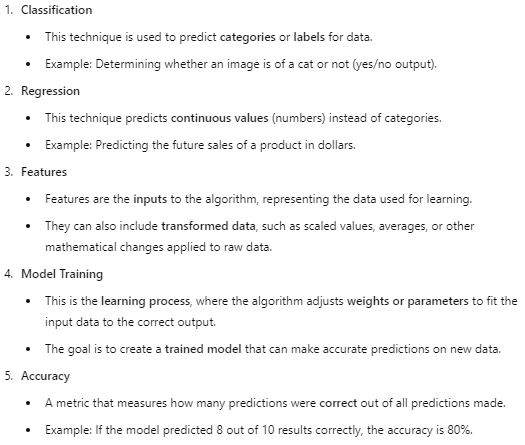 1. Classification
• This technique is used to predict categories or labels for data.
• Example: Determining whether an image is of a cat or not (yes/no output).
2. Regression
• This technique predicts continuous values (numbers) instead of categories.
• Example: Predicting the future sales of a product in dollars.
3. Features
• Features are the inputs to the algorithm, representing the data used for learning.
• They can also include transformed data, such as scaled values, averages, or other
mathematical changes applied to raw data.
4. Model Training
• This is the learning process, where the algorithm adjusts weights or parameters to fit the
input data to the correct output.
• The goal is to create a trained model that can make accurate predictions on new data.
5. Accuracy
• A metric that measures how many predictions were correct out of all predictions made.
• Example: If the model predicted 8 out of 10 results correctly, the accuracy is 80%.